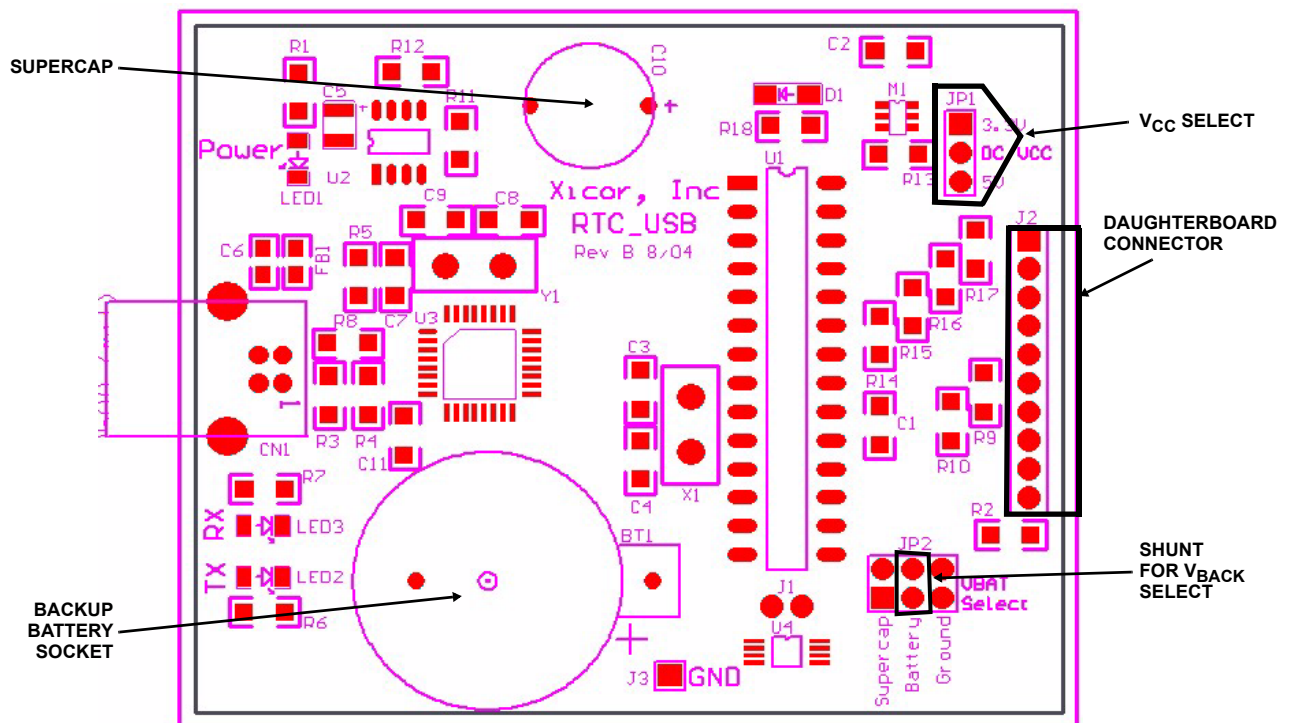 SUPERCAP
R1
R12
C10
C2
C5
+
R11
+
D1
M1
JP1
3.3V
VCC SELECT
R18
Power
U2
U1
R13
DC VCC
5V
LED1
Xicor, Inc
RTC_USB
Rev B 8/04
C9
C8
J2
DAUGHTERBOARD
CONNECTOR
C6
FB1
R5
Y1
R17
R16
R8
C7
U3
R15
C3
R14
C1
1
R3
R4
R9
CN1
C11
R10
R7
X1
C4
RX
LED3
R2
BT1
JP2
SHUNT
FOR VBACK
SELECT
TX
LED2
VBAT
Select
J1
BACKUP
BATTERY
SOCKET
R6
+
U4
J3
GND
Supercap
Battery
Ground